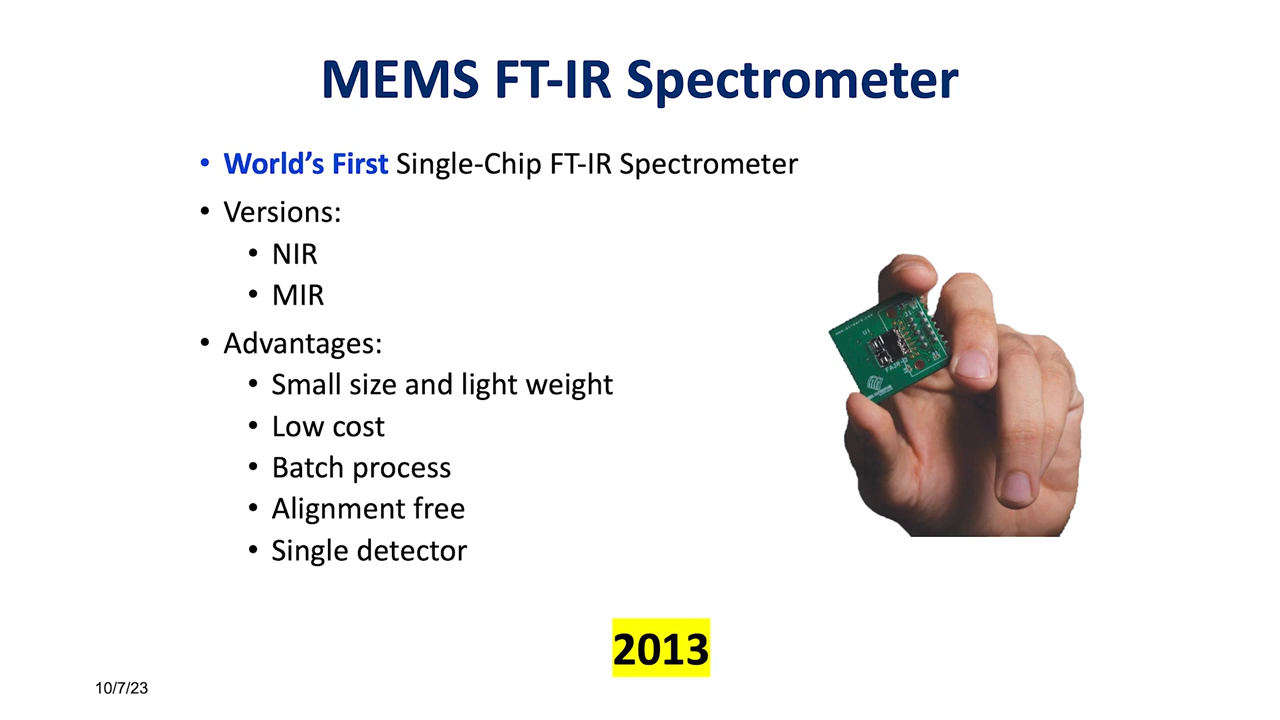 MEMS FT-IR Spectrometer
• World's First Single-Chip FT-IR Spectrometer
• Versions:
• NIR
• MIR
• Advantages:
• Small size and light weight
• Low cost
• Batch process
• Alignment free
• Single detector
U1
2013
10/7/23